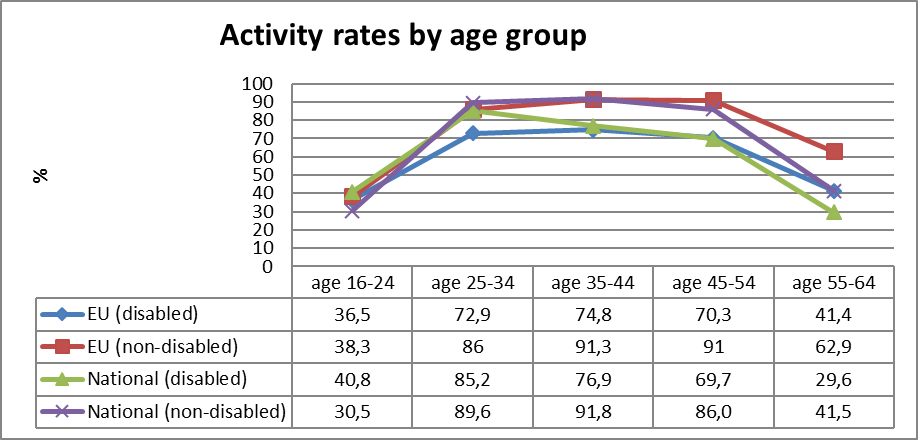 Activity rates by age group
%
100
90
80
70
60
50
40
30
20
10
0
age 16-24 age 25-34 age 35-44 age 45-54 age 55-64
EU (disabled) 36,5 72,9 74,8 70,3 41,4
EU (non-disabled) 38,3 86 91,3 91 62,9
National (disabled) 40,8 85,2 76,9 69,7 29,6
National (non-disabled) 30,5 89,6 91,8 86,0 41,5